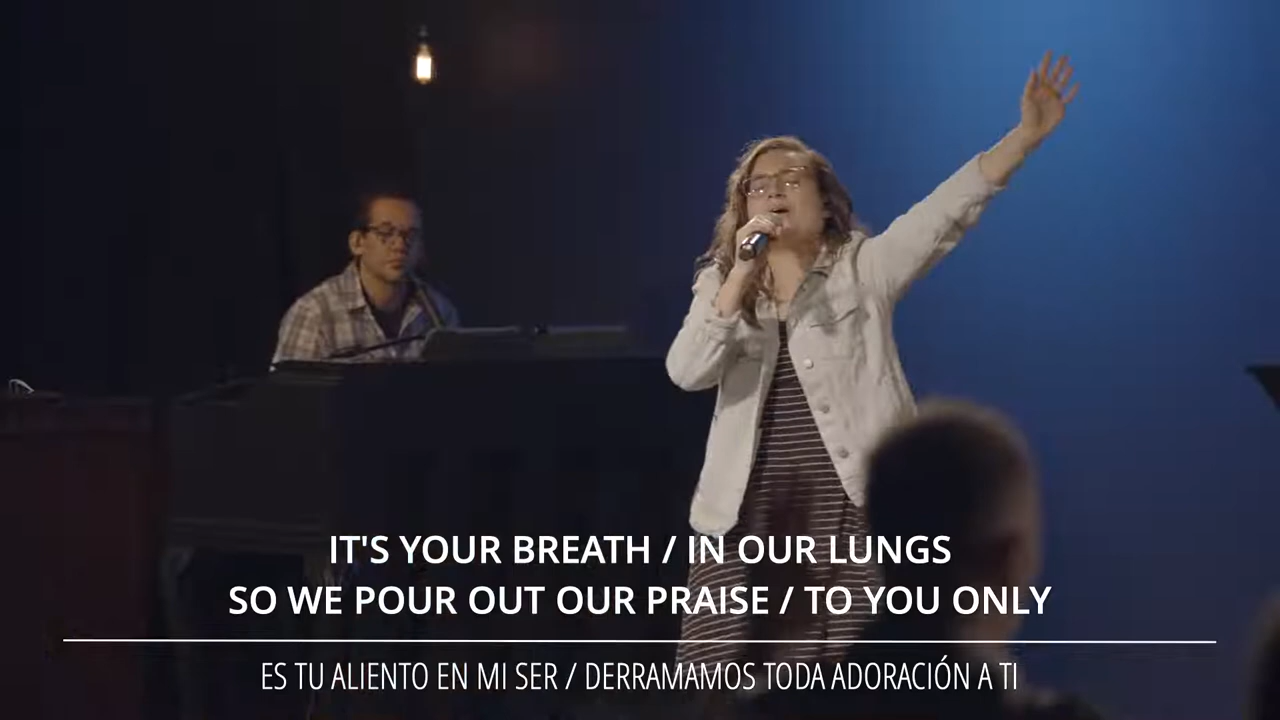 IT'S YOUR BREATH / IN OUR LUNGS
SO WE POUR OUT OUR PRAISE / TO YOU ONLY
ES TU ALIENTO EN MI SER / DERRAMAMOS TODA ADORACIÓN A TI